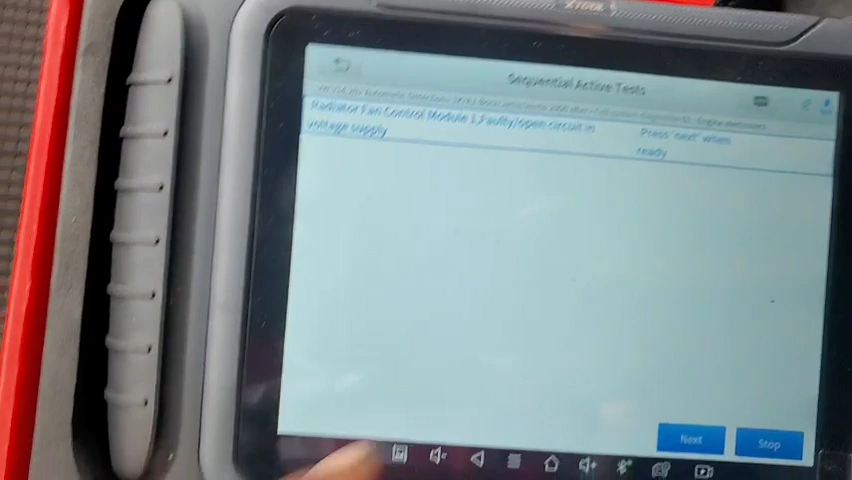 XTOOL
Sequential Active Tests
Radiator Fan Control Module 1,Faulty/open circuit in
voltage supply
Press 'next' when
ready
Next
Stop